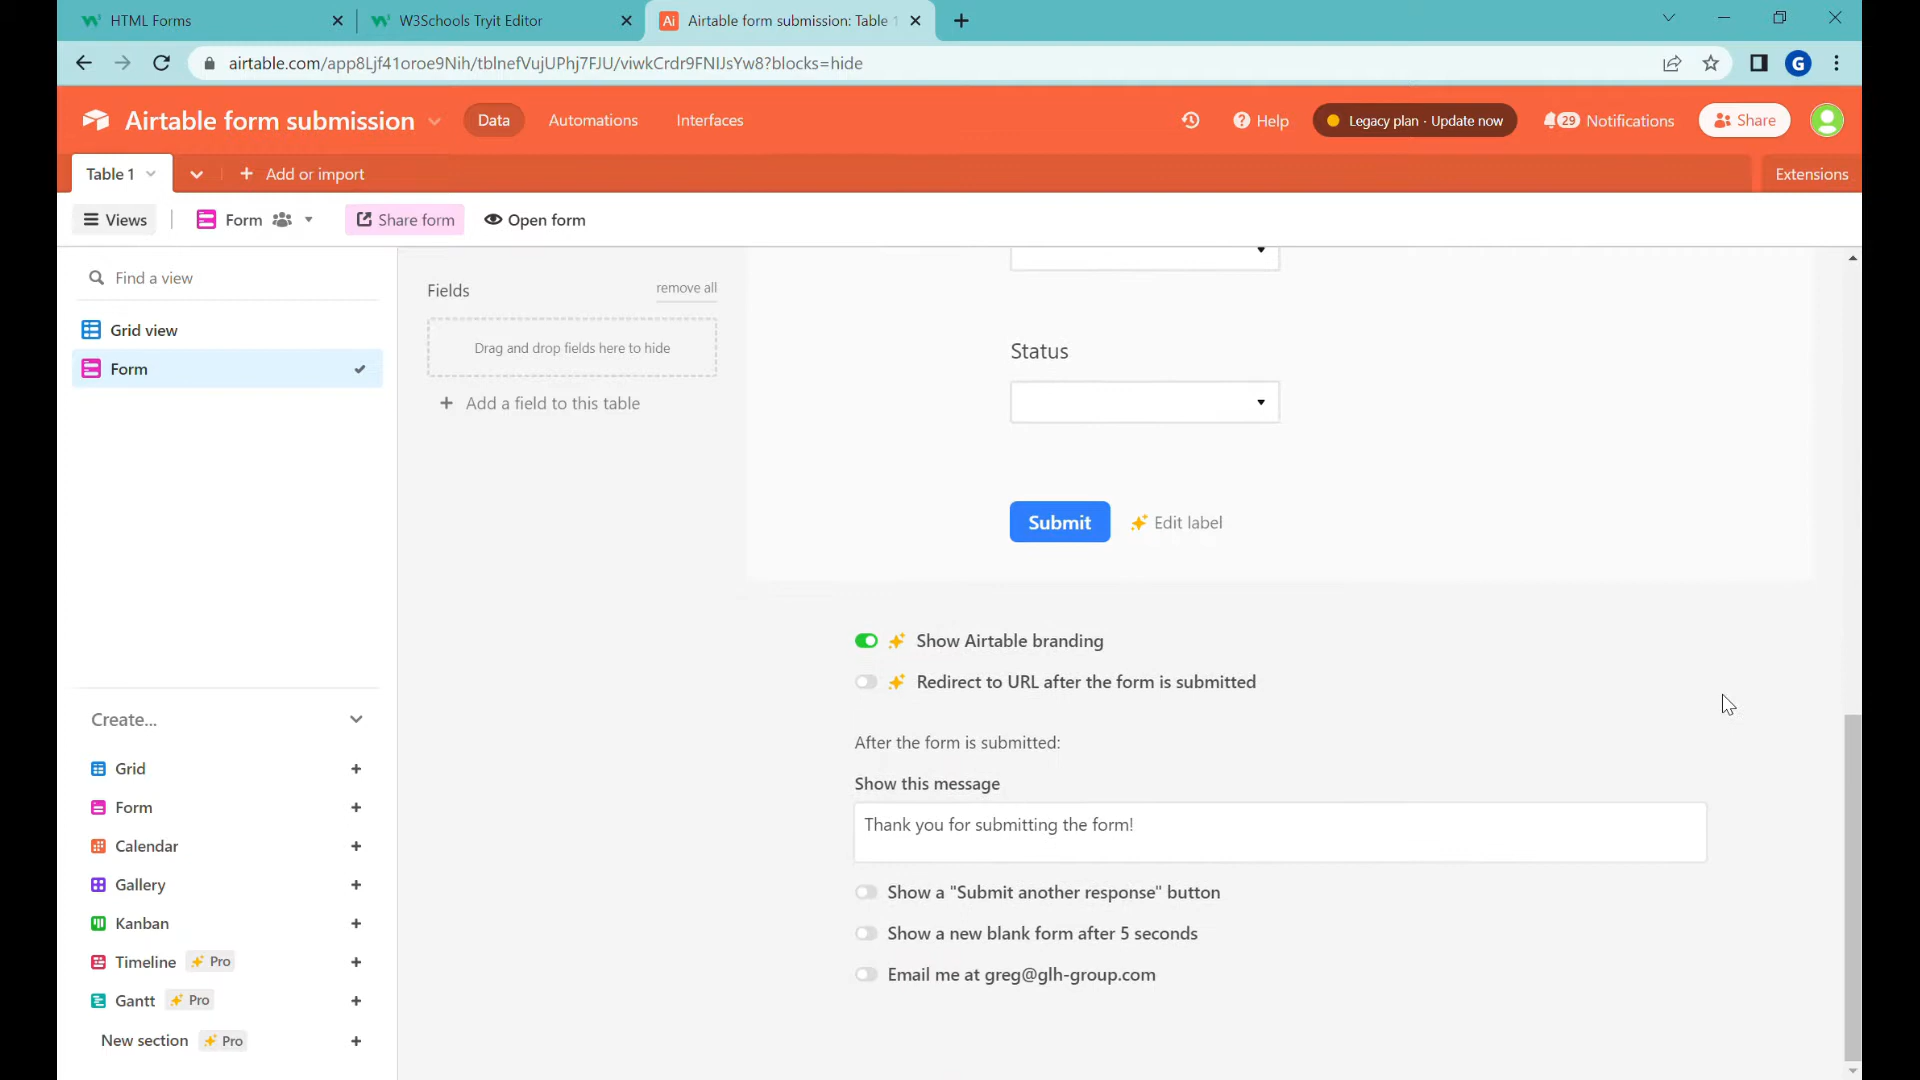 HTML Forms
W3Schools Tryit Editor
Ai Airtable form submission: Table 1
airtable.com/app8Ljf41oroe9Nih/tblnefVujUPhj7FJU/viwkCrdr9FNIJsYw8?blocks=hide
G
Airtable form submission
Data
Automations
Interfaces
Help
Legacy plan · Update now
29 Notifications
Share
Table 1
Add or import
Extensions
Views
Form
Share form
Open form
Find a view
Grid view
Form
Create...
Grid
Form
Calendar
Gallery
Kanban
Timeline Pro
Gantt Pro
New section Pro
Fields
remove all
Drag and drop fields here to hide
Add a field to this table
Status
Submit
Edit label
Show Airtable branding
Redirect to URL after the form is submitted
After the form is submitted:
Show this message
Thank you for submitting the form!
Show a "Submit another response" button
Show a new blank form after 5 seconds
Email me at greg@glh-group.com